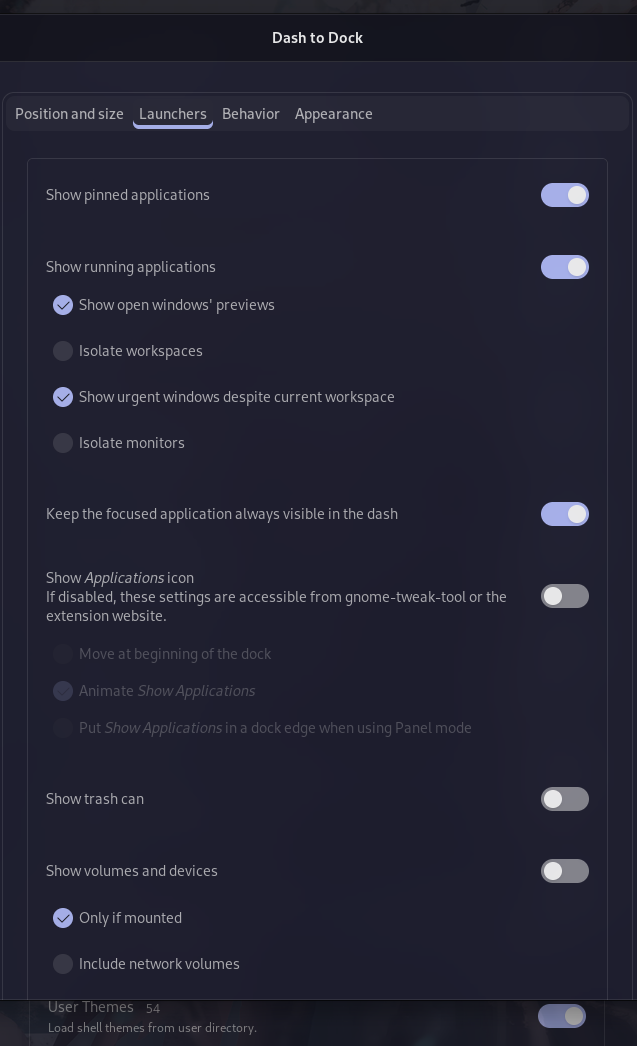 Dash to Dock
Position and size Launchers Behavior Appearance
Show pinned applications
Show running applications
Show open windows' previews
Isolate workspaces
Show urgent windows despite current workspace
Isolate monitors
Keep the focused application always visible in the dash
Show Applications icon
If disabled, these settings are accessible from gnome-tweak-tool or the
extension website.
Move at beginning of the dock
Animate Show Applications
Put Show Applications in a dock edge when using Panel mode
Show trash can
Show volumes and devices
Only if mounted
Include network volumes
User Themes 54
Load shell themes from user directory.